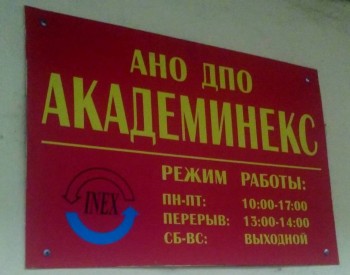 АНО ДПО
АКАДЕМИНЕКС
INEX
РЕЖИМ РАБОТЫ:
ПН-ПТ: 10:00-17:00
ПЕРЕРЫВ: 13:00-14:00
СБ-ВС: ВЫХОДНОЙ